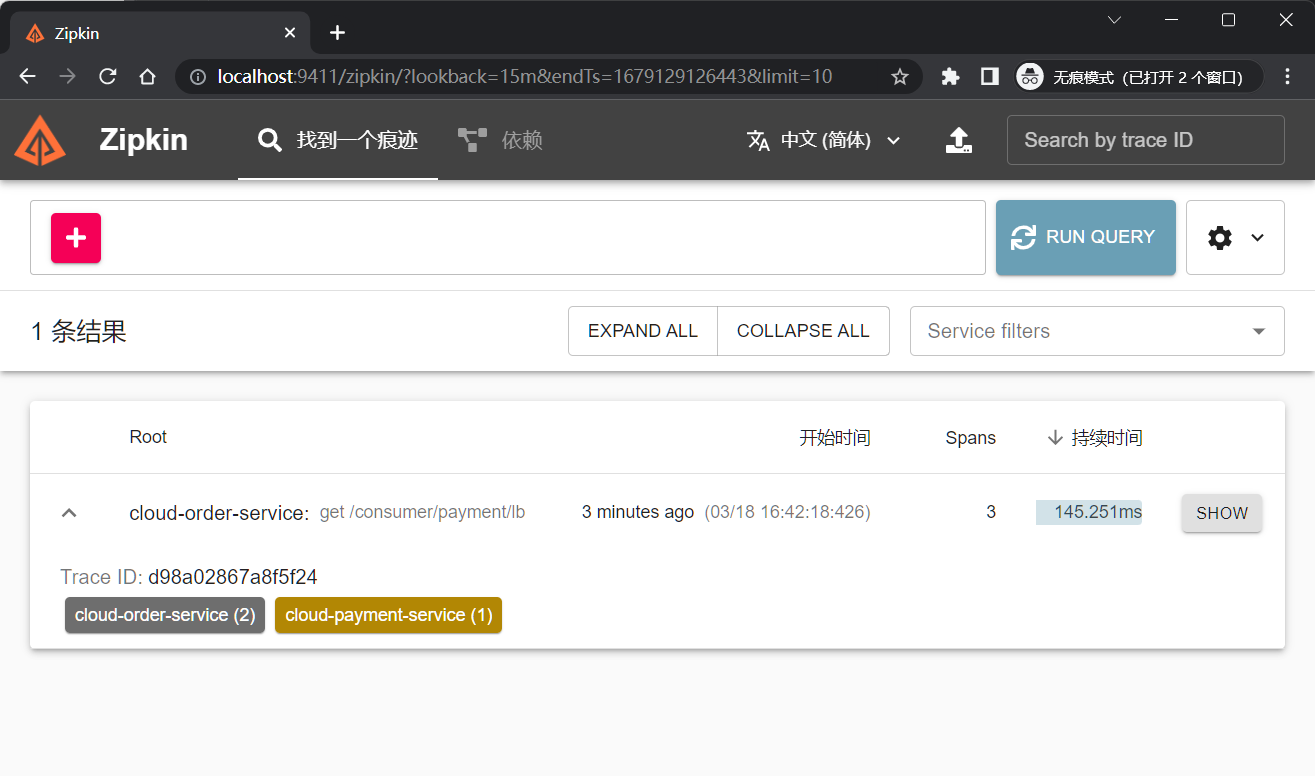 Zipkin
localhost:9411/zipkin/?lookback=15m&endTs=1679129126443&limit=10
无痕模式（已打开 2 个窗口）
Zipkin 找到一个痕迹 依赖 中文 (简体) Search by trace ID
RUN QUERY
1 条结果 EXPAND ALL COLLAPSE ALL Service filters
Root 开始时间 Spans 持续时间
cloud-order-service: get /consumer/payment/lb 3 minutes ago (03/18 16:42:18:426) 3 145.251ms SHOW
Trace ID: d98a02867a8f5f24
cloud-order-service (2) cloud-payment-service (1)